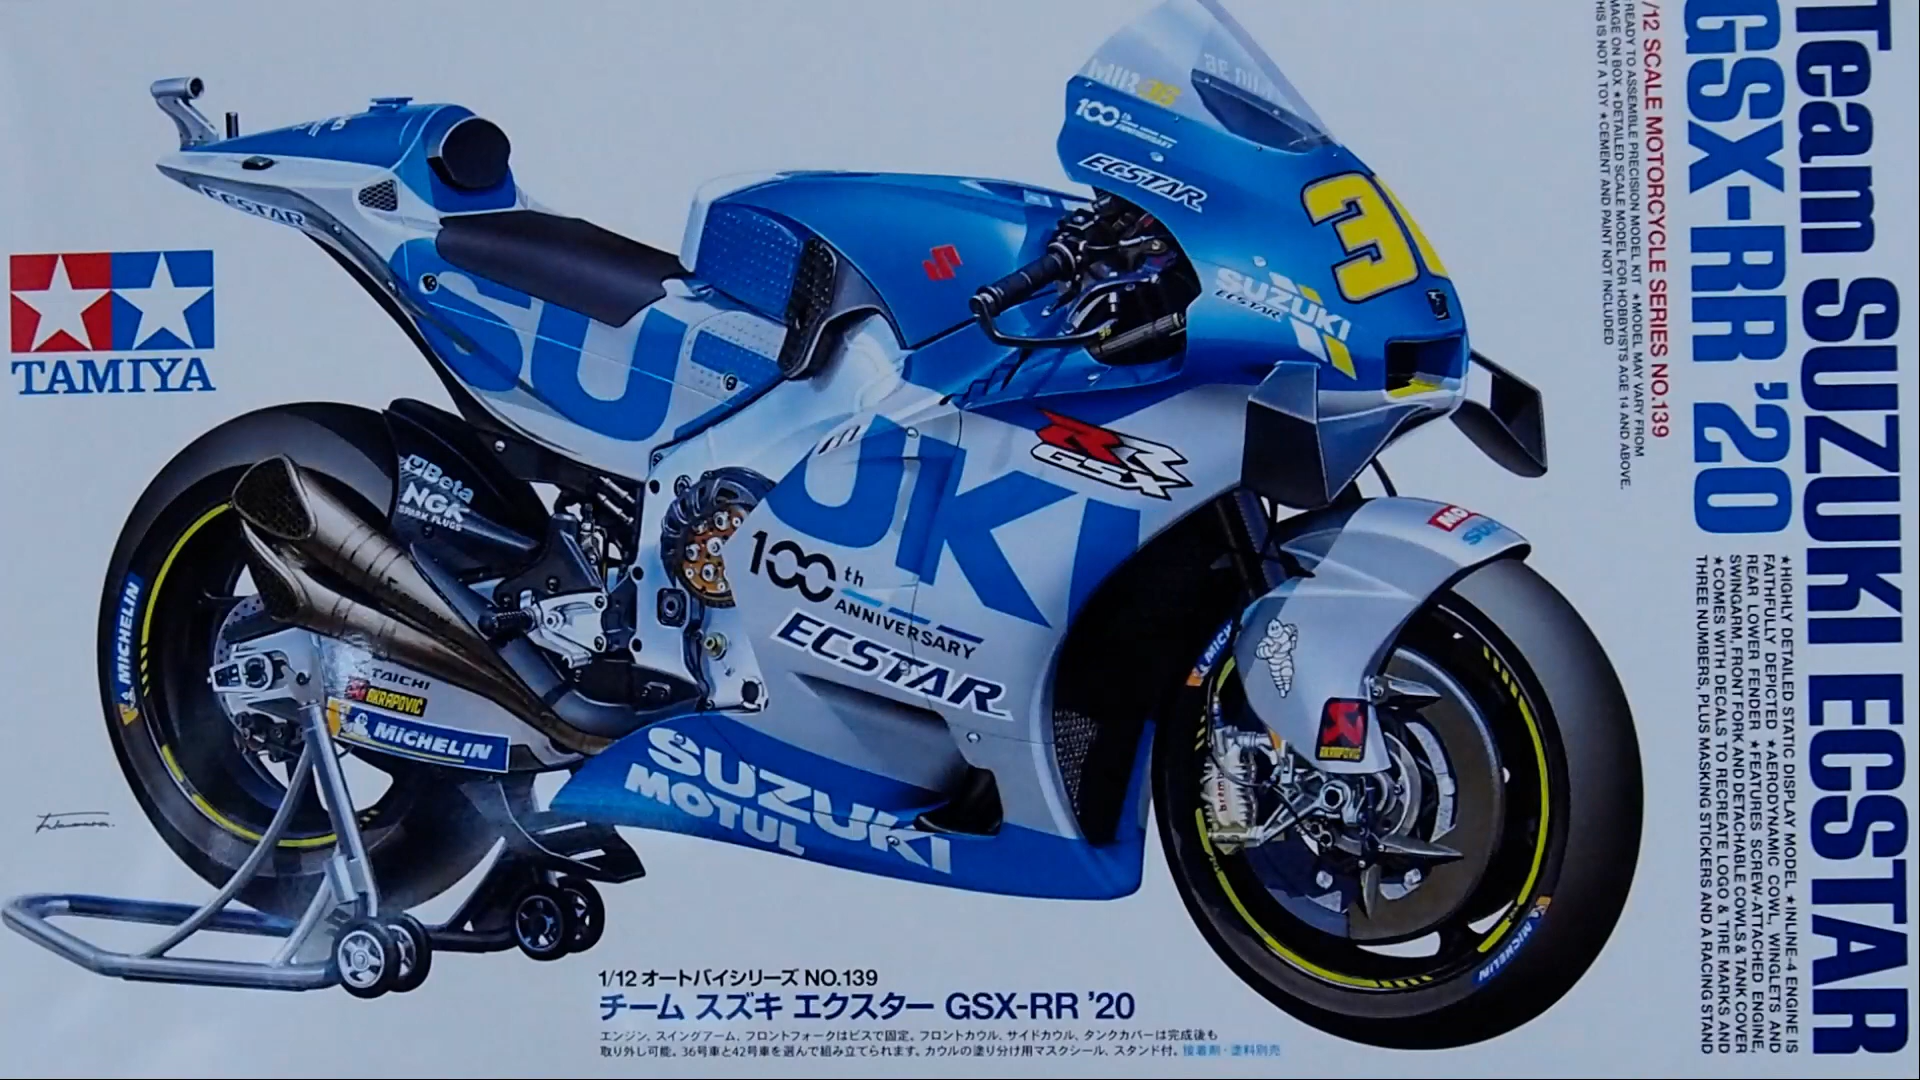 Team SUZUKI ECSTAR
GSX-RR '20
1/12 SCALE MOTORCYCLE SERIES NO.139
READY TO ASSEMBLE PRECISION MODEL KIT ★MODEL MAY VARY FROM
IMAGE ON BOX ★DETAILED SCALE MODEL FOR HOBBYISTS AGE 14 AND ABOVE.
THIS IS NOT A TOY ★CEMENT AND PAINT NOT INCLUDED
★HIGHLY DETAILED STATIC DISPLAY MODEL ★INLINE-4 ENGINE IS
FAITHFULLY DEPICTED ★AERODYNAMIC COWL, WINGLETS AND
REAR LOWER FENDER ★FEATURES SCREW-ATTACHED ENGINE,
SWINGARM, FRONT FORK AND DETACHABLE COWLS & TANK COVER
★COMES WITH DECALS TO RECREATE LOGO & TIRE MARKS AND
THREE NUMBERS, PLUS MASKING STICKERS AND A RACING STAND
TAMIYA
MIR 36
100th
ANNIVERSARY
ECSTAR
3
SUZUKI
ECSTAR
ECSTAR
S
SUZUKI
RR
GSX
Beta
NGK
SPARK PLUGS
100th
ANNIVERSARY
ECSTAR
MICHELIN
TAICHI
AKRAPOVIC
MICHELIN
SUZUKI
MOTUL
MICH
MO
SUZ
AKRAPOVIC
brembo
MICHELIN
1/12 オートバイシリーズ NO.139
チーム スズキ エクスター GSX-RR '20
エンジン、スイングアーム、フロントフォークはビスで固定。フロントカウル、サイドカウル、タンクカバーは完成後も
取り外し可能。36号車と42号車を選んで組み立てられます。カウルの塗り分け用マスクシール、スタンド付。接着剤・塗料別売